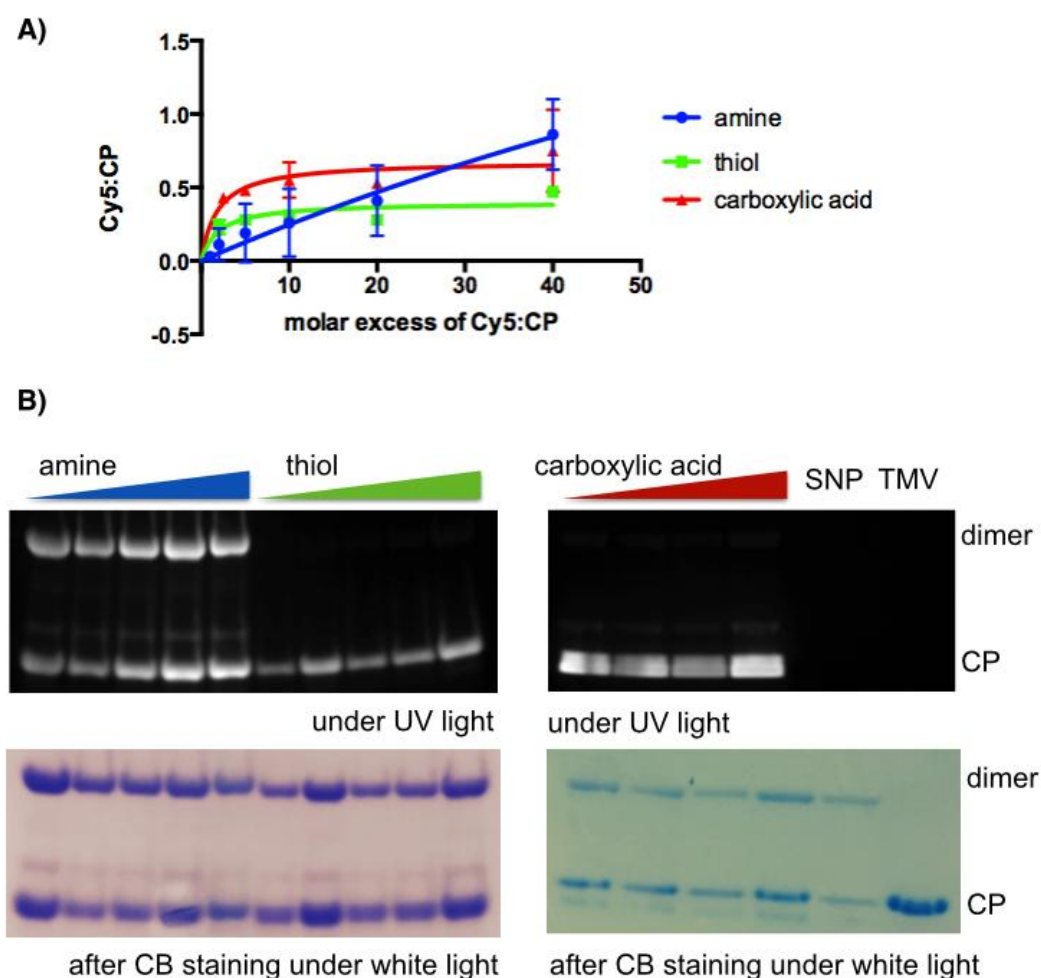 A)
1.5
1.0
0.5
0.0
-0.5
Cy5:CP
10 20 30 40 50
molar excess of Cy5:CP
amine
thiol
carboxylic acid
B)
amine thiol carboxylic acid SNP TMV
dimer
CP
under UV light under UV light
dimer
CP
after CB staining under white light after CB staining under white light